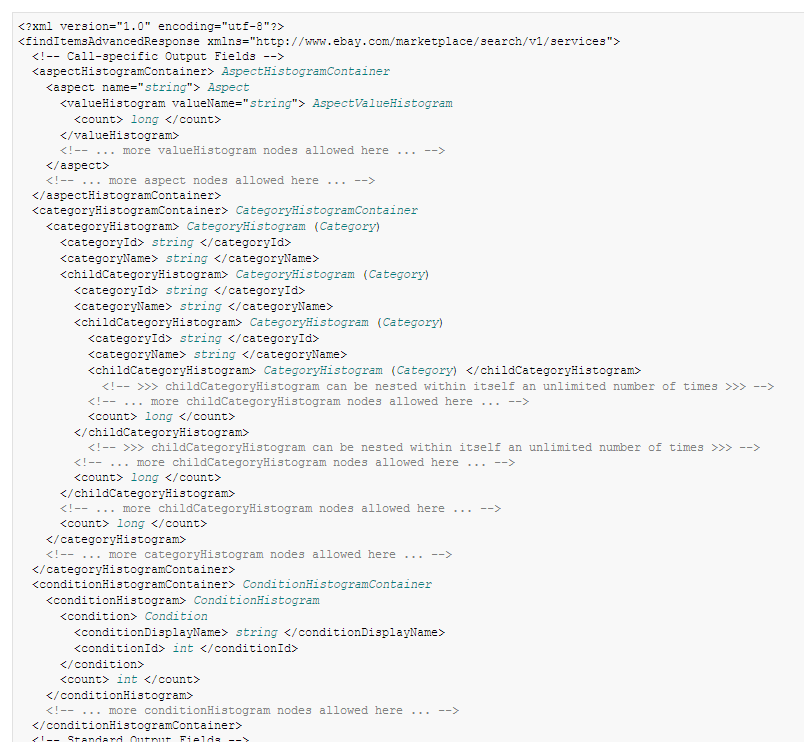 <?xml version="1.0" encoding="utf-8"?>
<findItemsAdvancedResponse xmlns="http://www.ebay.com/marketplace/search/v1/services">
<!-- Call-specific Output Fields -->
<aspectHistogramContainer> AspectHistogramContainer
<aspect name="string"> Aspect
<valueHistogram valueName="string"> AspectValueHistogram
<count> long </count>
</valueHistogram>
<!-- ... more valueHistogram nodes allowed here ... -->
</aspect>
<!-- ... more aspect nodes allowed here ... -->
</aspectHistogramContainer>
<categoryHistogramContainer> CategoryHistogramContainer
<categoryHistogram> CategoryHistogram (Category)
<categoryId> string </categoryId>
<categoryName> string </categoryName>
<childCategoryHistogram> CategoryHistogram (Category)
<categoryId> string </categoryId>
<categoryName> string </categoryName>
<childCategoryHistogram> CategoryHistogram (Category)
<categoryId> string </categoryId>
<categoryName> string </categoryName>
<childCategoryHistogram> CategoryHistogram (Category) </childCategoryHistogram>
<!-- >>> childCategoryHistogram can be nested within itself an unlimited number of times >>> -->
<!-- ... more childCategoryHistogram nodes allowed here ... -->
<count> long </count>
</childCategoryHistogram>
<!-- >>> childCategoryHistogram can be nested within itself an unlimited number of times >>> -->
<!-- ... more childCategoryHistogram nodes allowed here ... -->
<count> long </count>
</childCategoryHistogram>
<!-- ... more childCategoryHistogram nodes allowed here ... -->
<count> long </count>
</categoryHistogram>
<!-- ... more categoryHistogram nodes allowed here ... -->
</categoryHistogramContainer>
<conditionHistogramContainer> ConditionHistogramContainer
<conditionHistogram> ConditionHistogram
<condition> Condition
<conditionDisplayName> string </conditionDisplayName>
<conditionId> int </conditionId>
</condition>
<count> int </count>
</conditionHistogram>
<!-- ... more conditionHistogram nodes allowed here ... -->
</conditionHistogramContainer>
<!-- Standard Output Fields -->